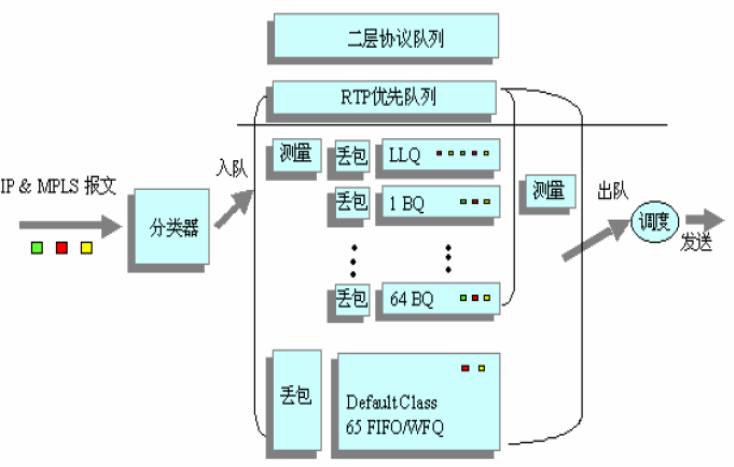 二层协议队列
RTP优先队列
测量
丢包
LLQ
入队
IP & MPLS 报文
分类器
丢包
1 BQ
测量
出队
调度
发送
丢包
64 BQ
丢包
DefaultClass
65 FIFO/WFQ